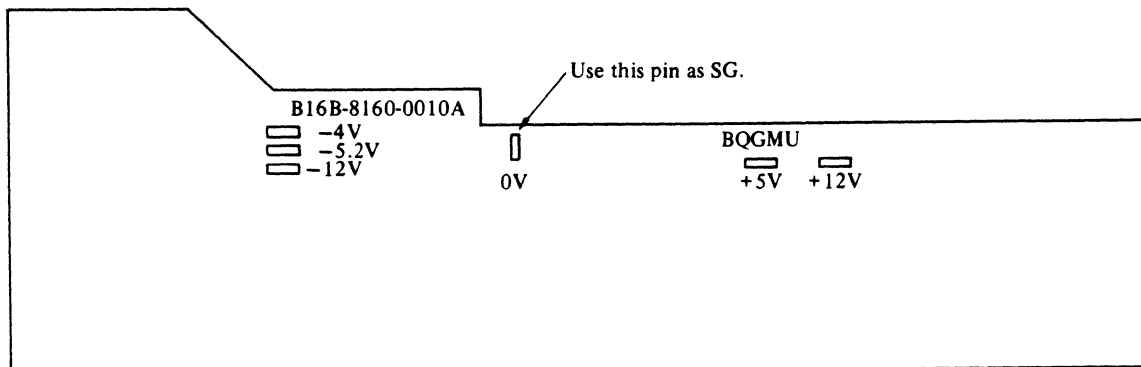 Use this pin as SG.
B16B-8160-0010A
−4V
−5.2V
−12V
0V
BQGMU
+5V
+12V